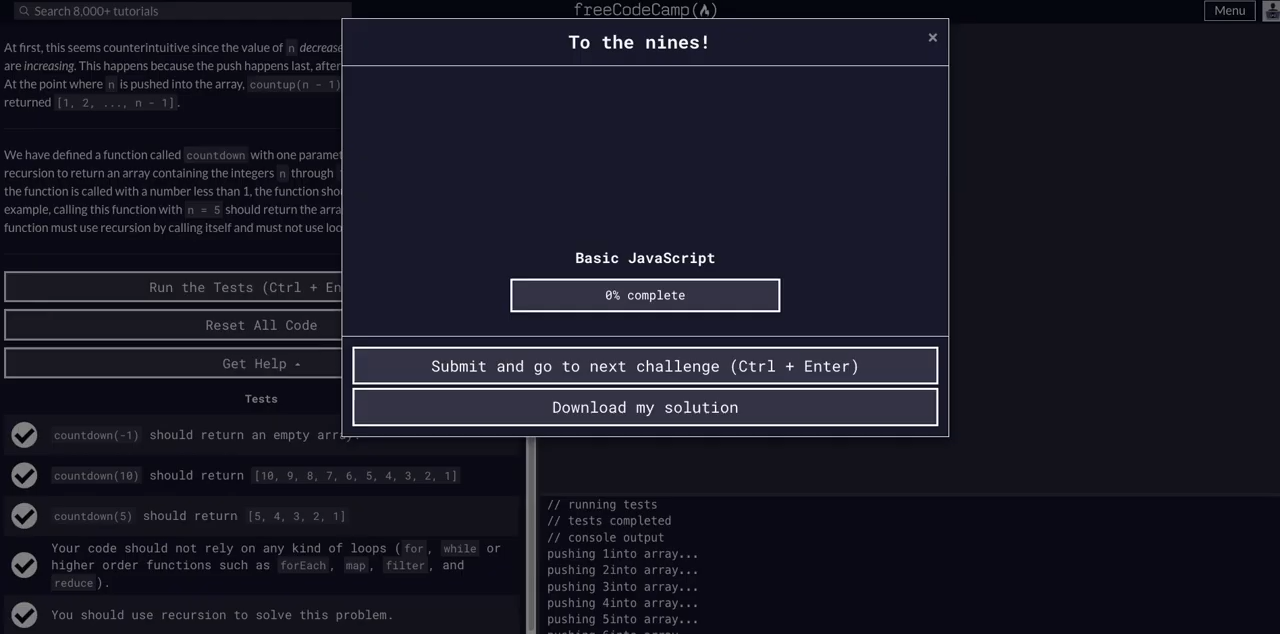 Search 8,000+ tutorials
freeCodeCamp
Menu
To the nines!
×
At first, this seems counterintuitive since the value of n decrease
are increasing. This happens because the push happens last, after
At the point where n is pushed into the array, countup(n - 1)
returned [1, 2, ..., n - 1].
We have defined a function called countdown with one paramet
recursion to return an array containing the integers n through
the function is called with a number less than 1, the function shou
example, calling this function with n = 5 should return the arra
function must use recursion by calling itself and must not use loo
Basic JavaScript
0% complete
Submit and go to next challenge (Ctrl + Enter)
Download my solution
Run the Tests (Ctrl + En
Reset All Code
Get Help
Tests
countdown(-1) should return an empty array.
countdown(10) should return [10, 9, 8, 7, 6, 5, 4, 3, 2, 1]
countdown(5) should return [5, 4, 3, 2, 1]
Your code should not rely on any kind of loops (for, while or
higher order functions such as forEach, map, filter, and
reduce).
You should use recursion to solve this problem.
// running tests
// tests completed
// console output
pushing 1into array...
pushing 2into array...
pushing 3into array...
pushing 4into array...
pushing 5into array...